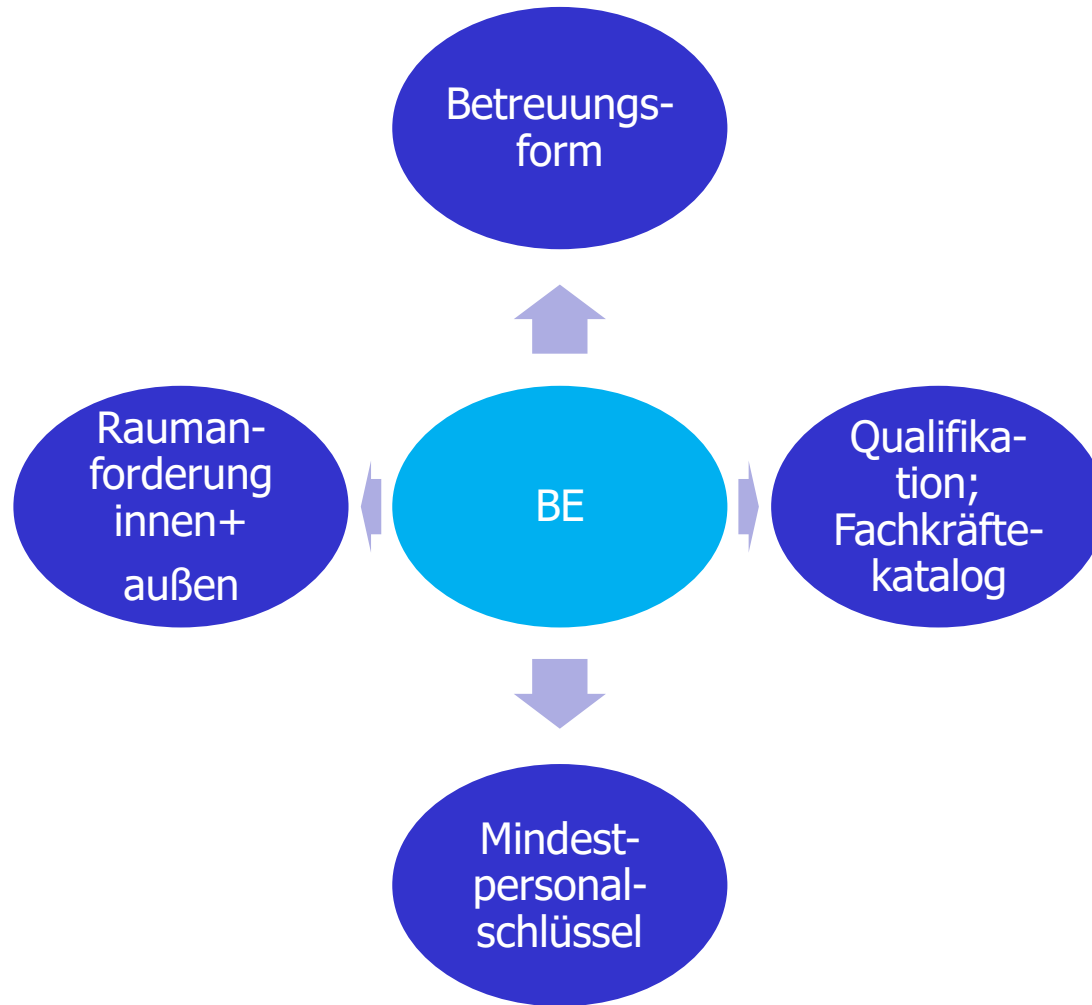 Betreuungs-
form
Rauman-
forderung
innen+
außen
BE
Qualifika-
tion;
Fachkräfte-
katalog
Mindest-
personal-
schlüssel